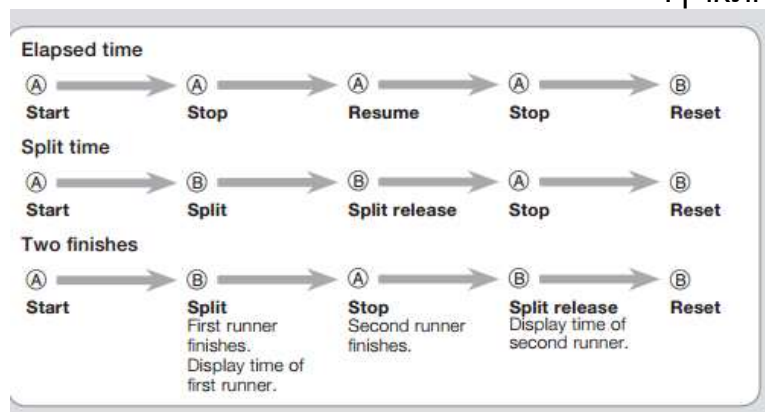 Elapsed time
Ⓐ Ⓐ Ⓐ Ⓐ Ⓑ
Start Stop Resume Stop Reset
Split time
Ⓐ Ⓑ Ⓑ Ⓐ Ⓑ
Start Split Split release Stop Reset
Two finishes
Ⓐ Ⓑ Ⓐ Ⓑ Ⓑ
Start Split Stop Split release Reset
First runner Second runner Display time of
finishes. finishes. second runner.
Display time of
first runner.